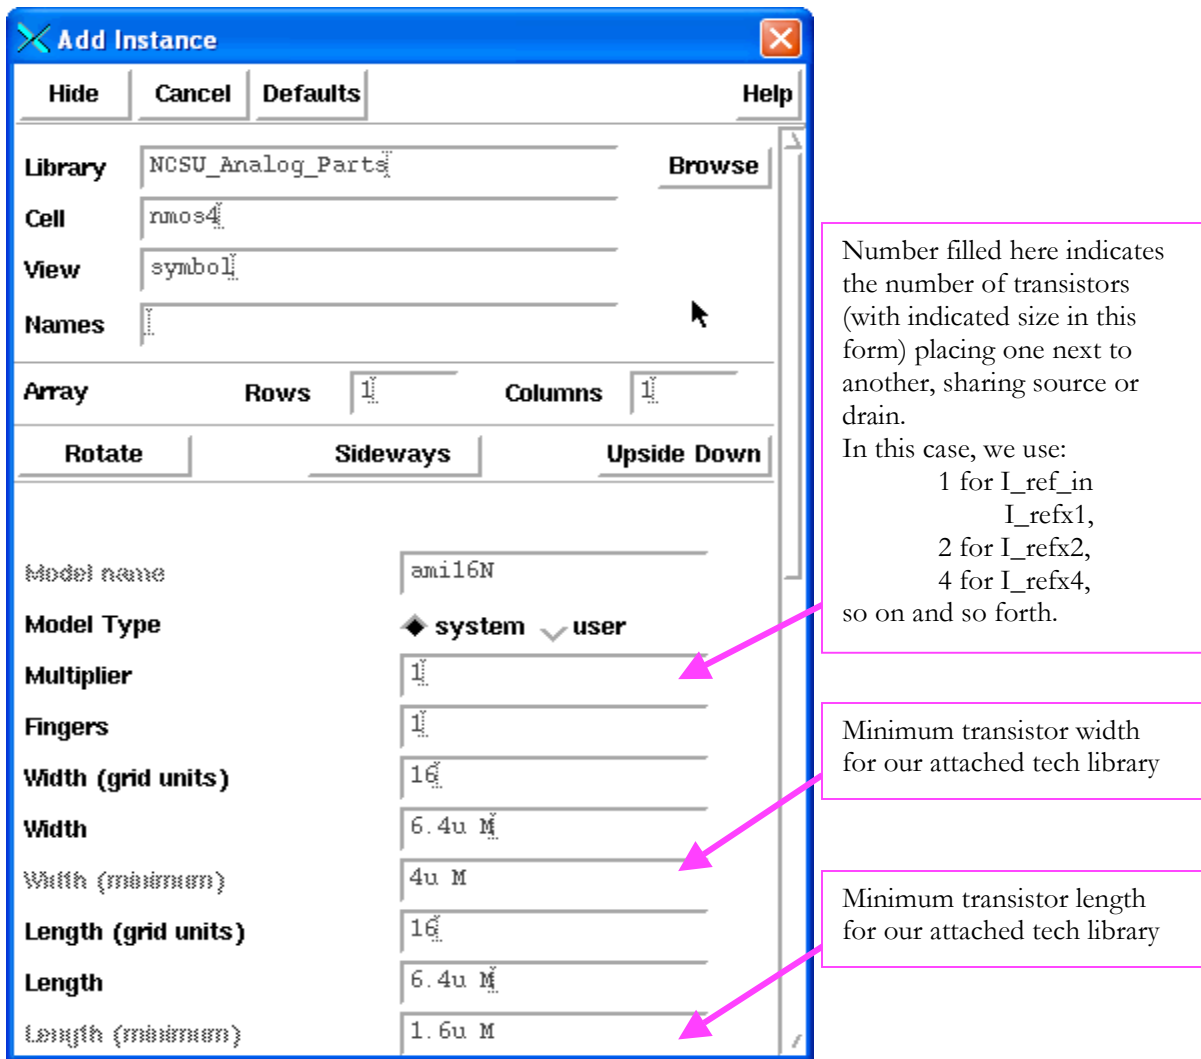 Add Instance
Hide Cancel Defaults Help
Library NCSU_Analog_Parts Browse
Cell nmos4
View symbol
Names
Array Rows 1 Columns 1
Rotate Sideways Upside Down
Model name ami16N
Model Type system user
Multiplier 1
Fingers 1
Width (grid units) 16
Width 6.4u M
Width (minimum) 4u M
Length (grid units) 16
Length 6.4u M
Length (minimum) 1.6u M
Number filled here indicates
the number of transistors
(with indicated size in this
form) placing one next to
another, sharing source or
drain.
In this case, we use:
1 for I_ref_in
I_refx1,
2 for I_refx2,
4 for I_refx4,
so on and so forth.
Minimum transistor width
for our attached tech library
Minimum transistor length
for our attached tech library